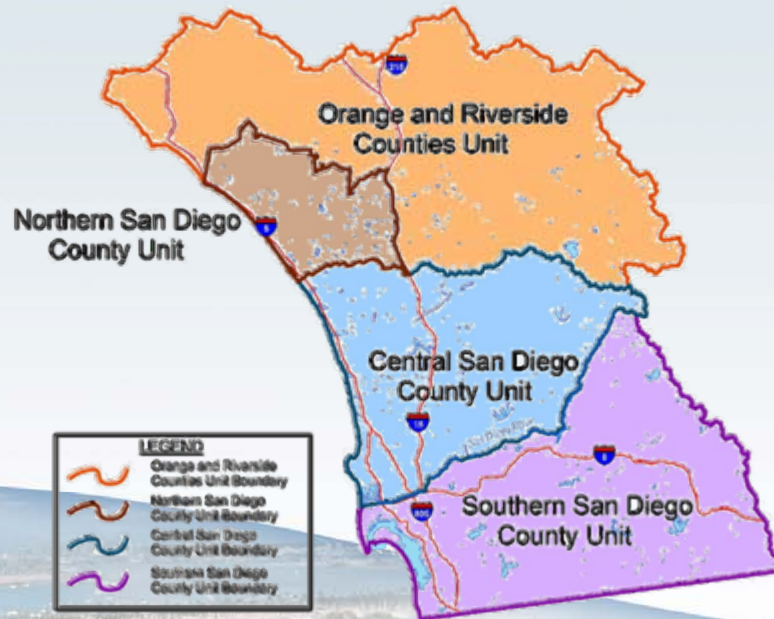 215
Orange and Riverside
Counties Unit
Northern San Diego
County Unit
5
Central San Diego
County Unit
15
8
Southern San Diego
County Unit
805
LEGEND
Orange and Riverside
Counties Unit Boundary
Northern San Diego
County Unit Boundary
Central San Diego
County Unit Boundary
Southern San Diego
County Unit Boundary